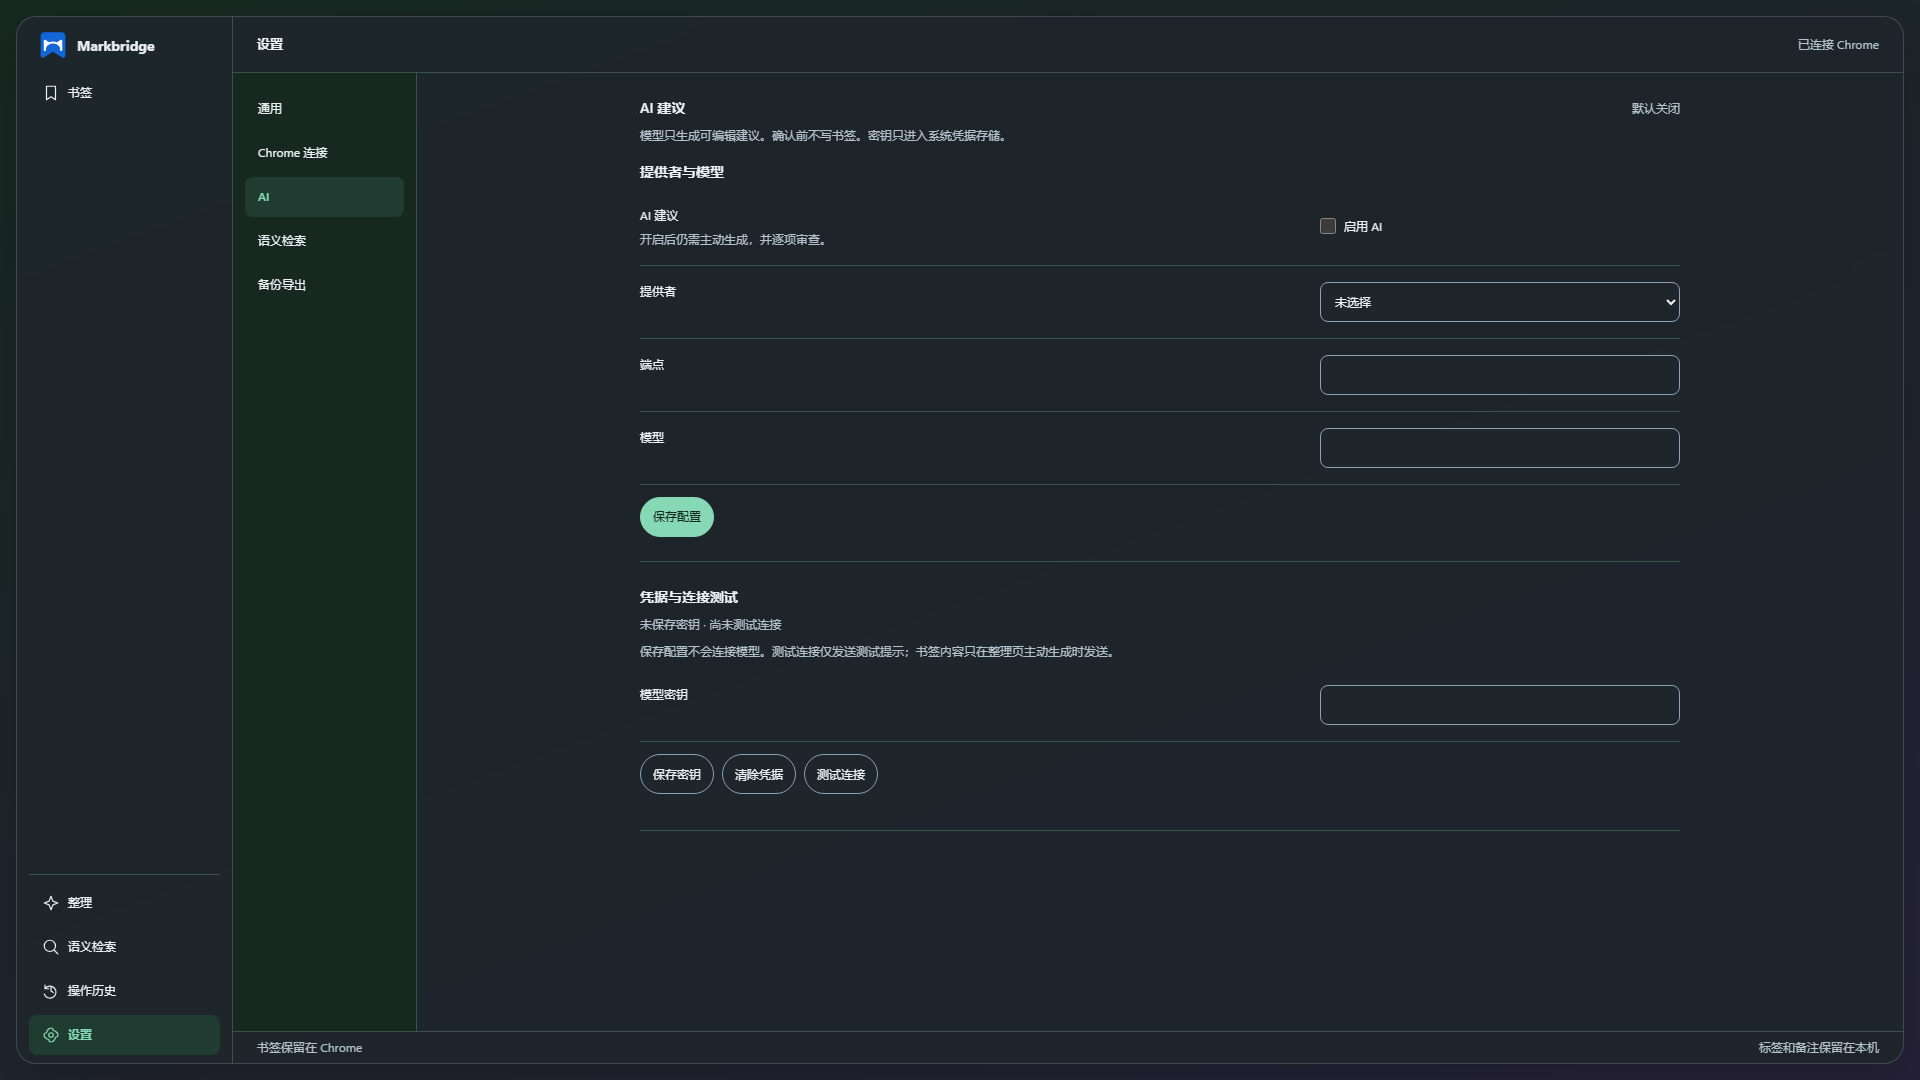 Markbridge
书签
整理
语义检索
操作历史
设置
设置
已连接 Chrome
通用
Chrome 连接
AI
语义检索
备份导出
AI 建议
默认关闭
模型只生成可编辑建议。确认前不写书签。密钥只进入系统凭据存储。
提供者与模型
AI 建议
开启后仍需主动生成，并逐项审查。
启用 AI
提供者
未选择
端点
模型
保存配置
凭据与连接测试
未保存密钥 · 尚未测试连接
保存配置不会连接模型。测试连接仅发送测试提示；书签内容只在整理页主动生成时发送。
模型密钥
保存密钥
清除凭据
测试连接
书签保留在 Chrome
标签和备注保留在本机